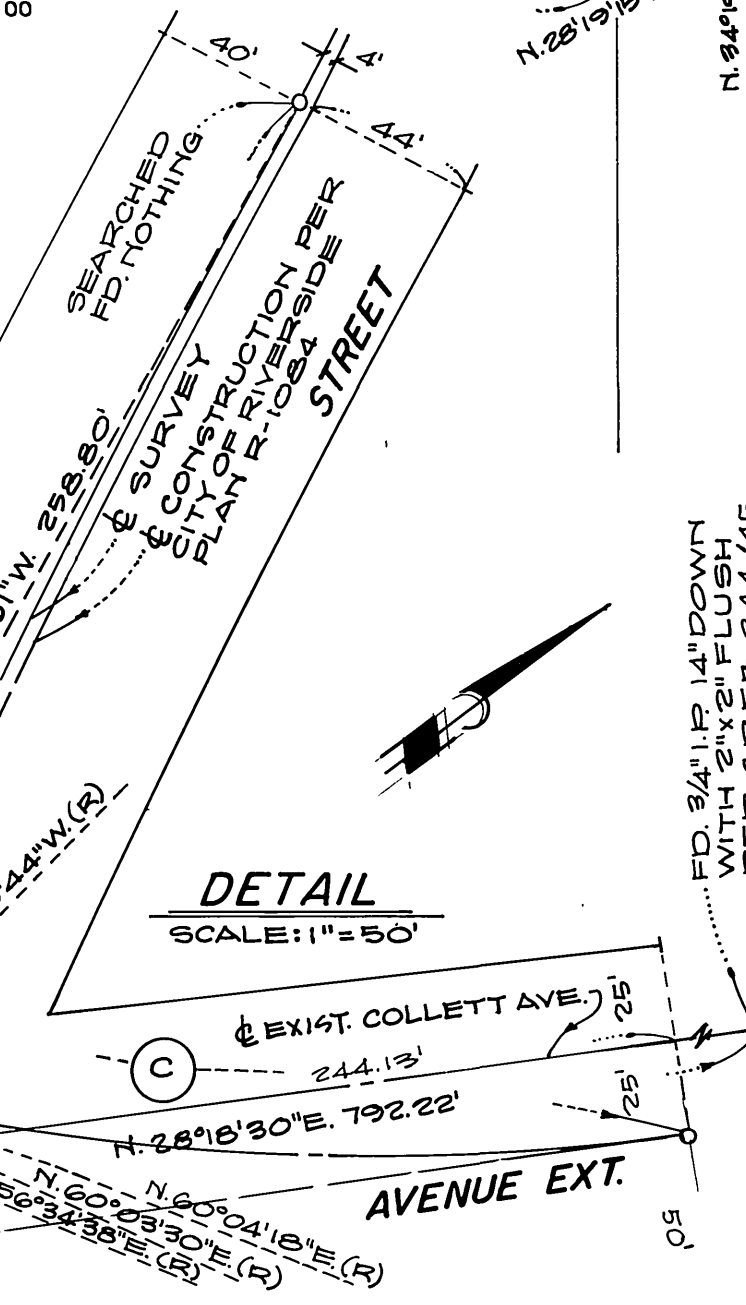 00
40'
4'
44'
N.28°19'15
N. 34°19
SEARCHED
FD. NOTHING
℄ SURVEY
℄ CONSTRUCTION PER
CITY OF RIVERSIDE
PLAN R-1084
STREET
51"W. 258.80'
44"W.(R)
FD. 3/4" I.P. 14" DOWN
WITH 2"x2" FLUSH
DETAIL
SCALE: 1"=50'
℄ EXIST. COLLETT AVE.
25'
C
244.13'
25'
N. 28°18'30"E. 792.22'
AVENUE EXT.
50'
N.60°04'18"E.(R)
N.60°03'30"E.(R)
56°34'38"E.(R)